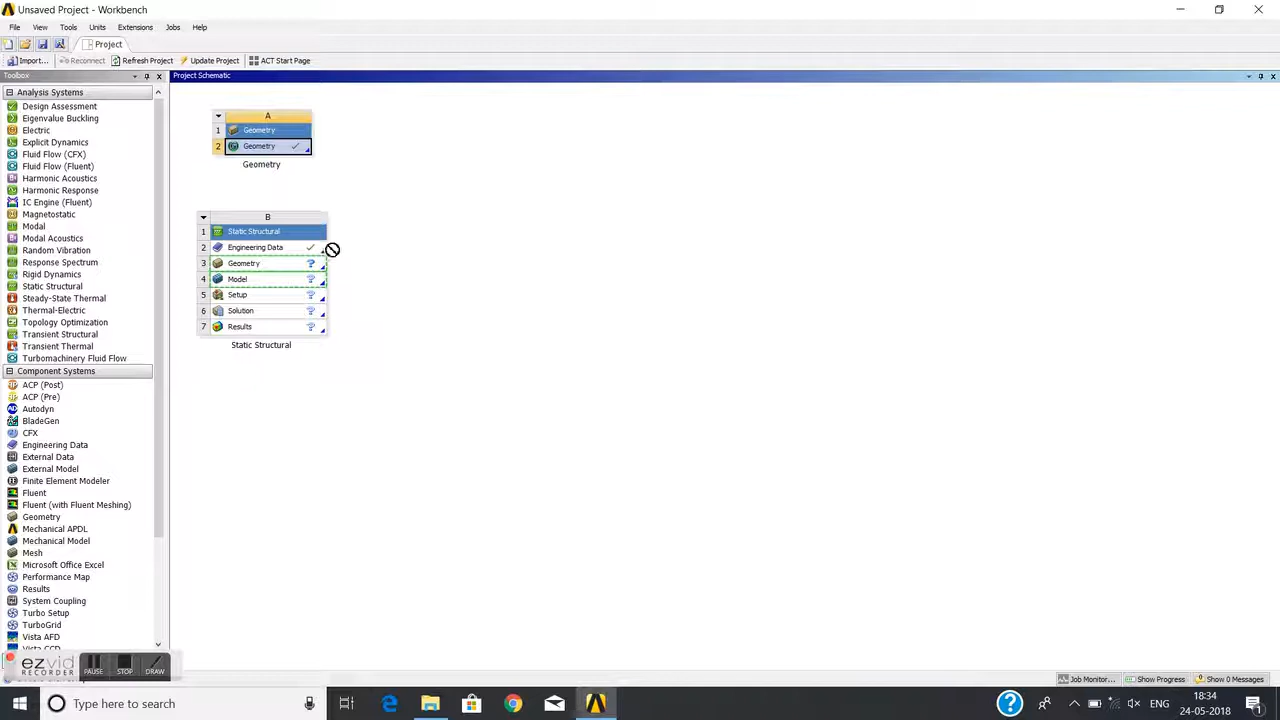 Unsaved Project - Workbench
File View Tools Units Extensions Jobs Help
Project
Import... Reconnect Refresh Project Update Project ACT Start Page
Toolbox
Project Schematic
Analysis Systems
Design Assessment
Eigenvalue Buckling
Electric
Explicit Dynamics
Fluid Flow (CFX)
Fluid Flow (Fluent)
Harmonic Acoustics
Harmonic Response
IC Engine (Fluent)
Magnetostatic
Modal
Modal Acoustics
Random Vibration
Response Spectrum
Rigid Dynamics
Static Structural
Steady-State Thermal
Thermal-Electric
Topology Optimization
Transient Structural
Transient Thermal
Turbomachinery Fluid Flow
Component Systems
ACP (Post)
ACP (Pre)
Autodyn
BladeGen
CFX
Engineering Data
External Data
External Model
Finite Element Modeler
Fluent
Fluent (with Fluent Meshing)
Geometry
Mechanical APDL
Mechanical Model
Mesh
Microsoft Office Excel
Performance Map
Results
System Coupling
Turbo Setup
TurboGrid
Vista AFD
A
1 Geometry
2 Geometry
Geometry
B
1 Static Structural
2 Engineering Data
3 Geometry ?
4 Model ?
5 Setup ?
6 Solution ?
7 Results ?
Static Structural
ezvid
RECORDER
PAUSE STOP DRAW
Job Monitor... Show Progress Show 0 Messages
Type here to search
ENG
18:34
24-05-2018